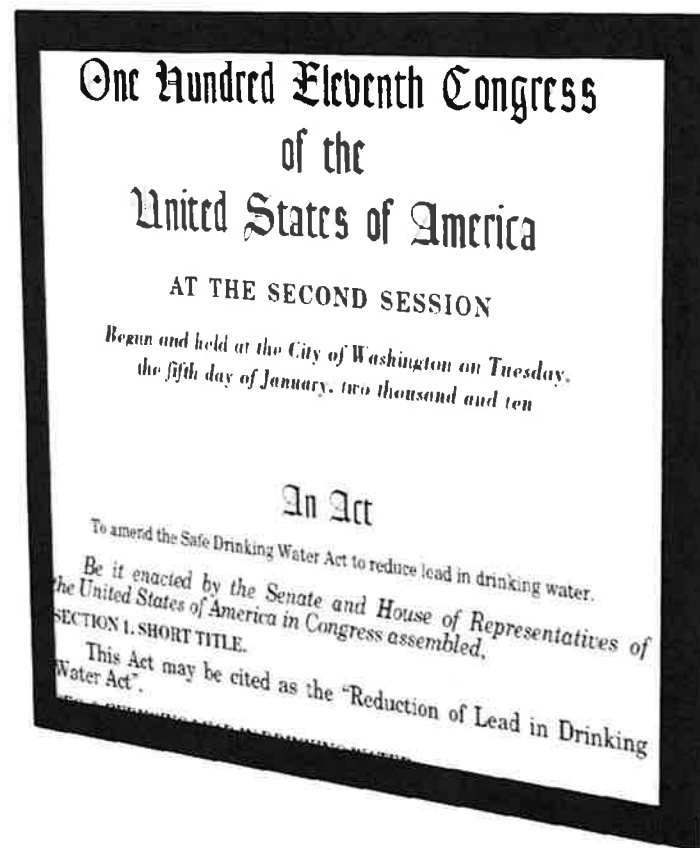 One Hundred Eleventh Congress
of the
United States of America
AT THE SECOND SESSION
Begun and held at the City of Washington on Tuesday,
the fifth day of January, two thousand and ten
An Act
To amend the Safe Drinking Water Act to reduce lead in drinking water.
Be it enacted by the Senate and House of Representatives of
the United States of America in Congress assembled,
SECTION 1. SHORT TITLE.
This Act may be cited as the "Reduction of Lead in Drinking
Water Act".